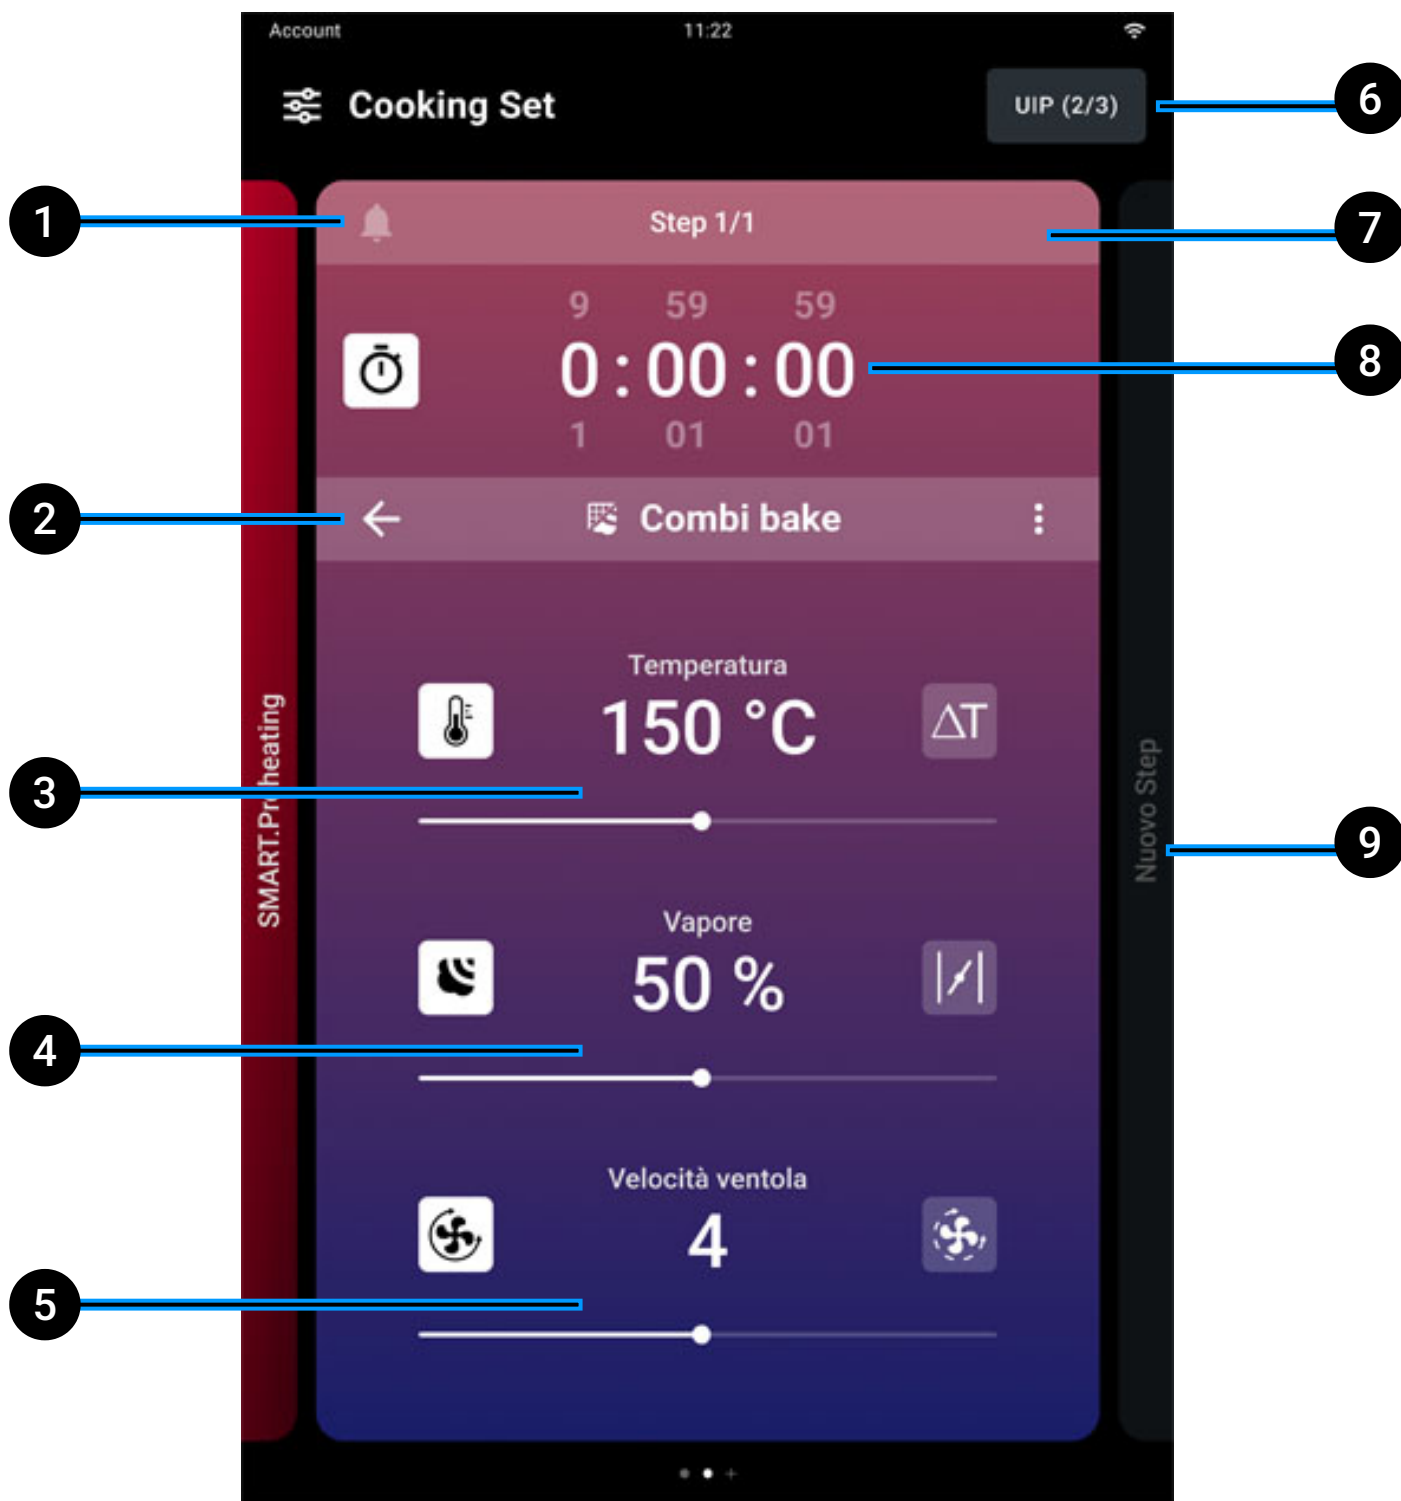 Account 11:22
Cooking Set UIP (2/3)
6
1
Step 1/1
7
9 59 59
0 : 00 : 00
8
1 01 01
2
Combi bake
Temperatura
150 °C
ΔT
3
SMART.Preheating
Nuovo Step
9
Vapore
50 %
4
Velocità ventola
4
5